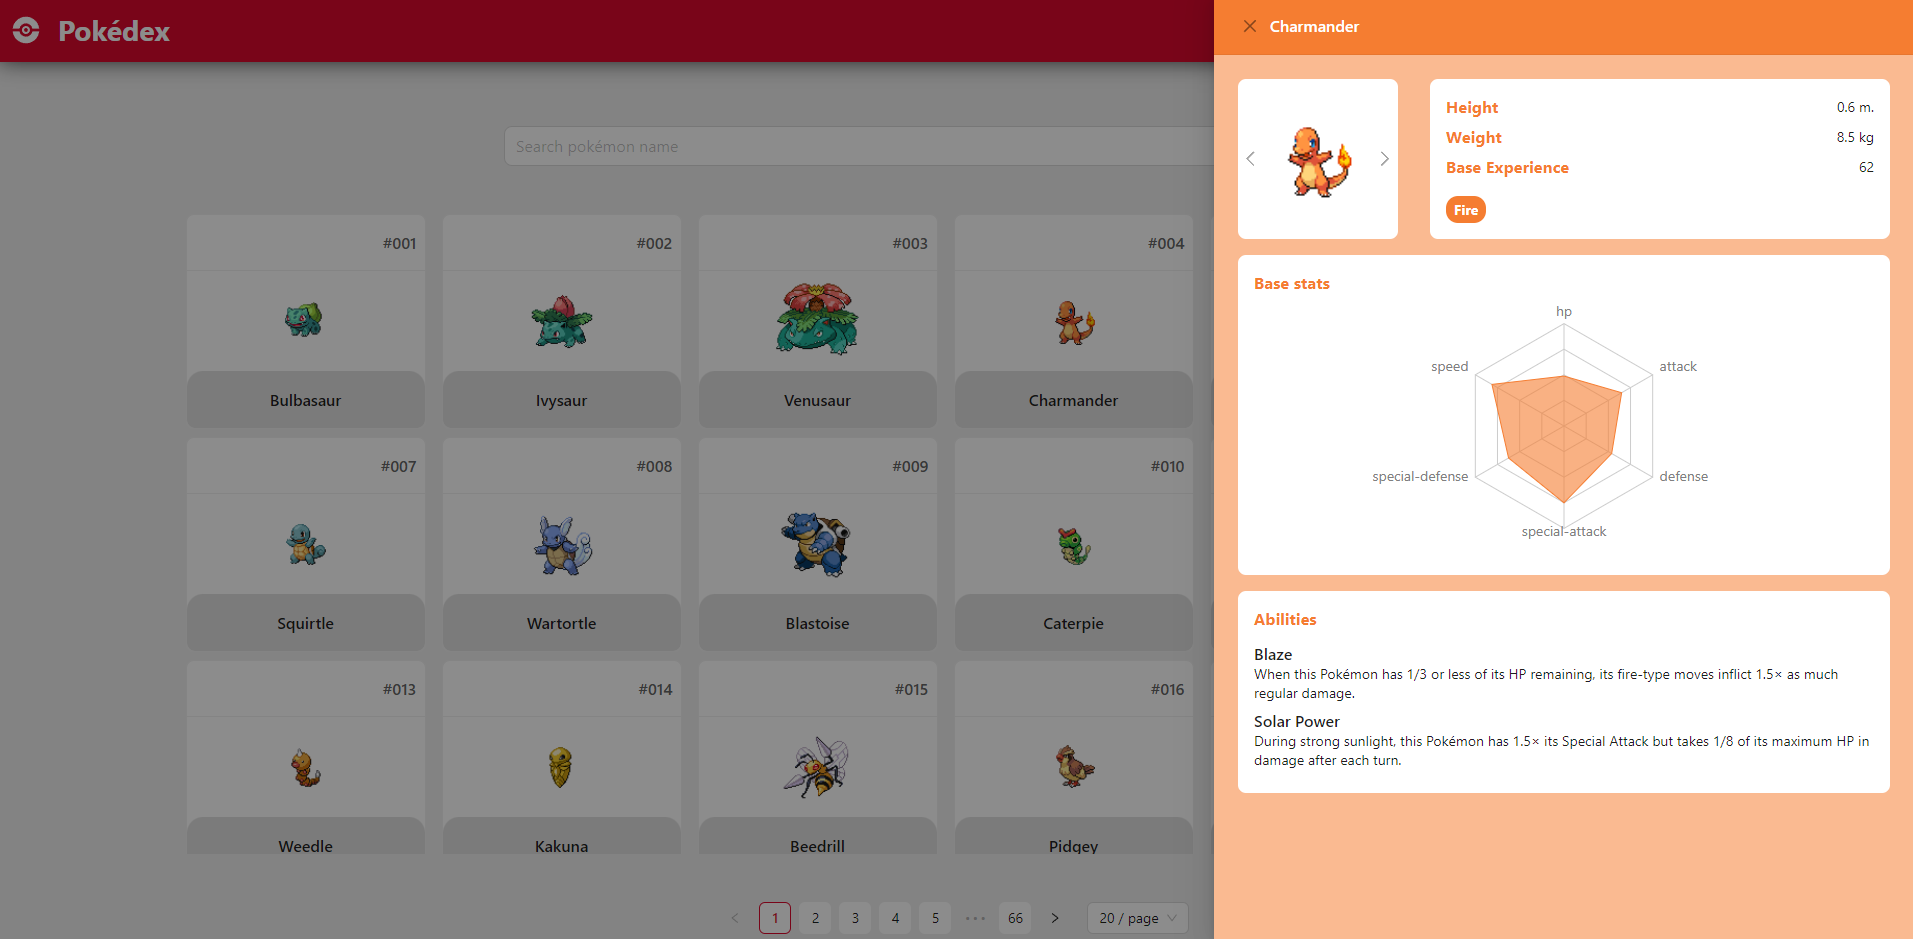 Pokédex
Search pokémon name
#001
#002
#003
#004
Bulbasaur
Ivysaur
Venusaur
Charmander
#007
#008
#009
#010
Squirtle
Wartortle
Blastoise
Caterpie
#013
#014
#015
#016
Weedle
Kakuna
Beedrill
Pidgey
1
2
3
4
5
•••
66
20 / page
Charmander
Height
0.6 m.
Weight
8.5 kg
Base Experience
62
Fire
Base stats
hp
speed
attack
special-defense
defense
special-attack
Abilities
Blaze
When this Pokémon has 1/3 or less of its HP remaining, its fire-type moves inflict 1.5× as much
regular damage.
Solar Power
During strong sunlight, this Pokémon has 1.5× its Special Attack but takes 1/8 of its maximum HP in
damage after each turn.